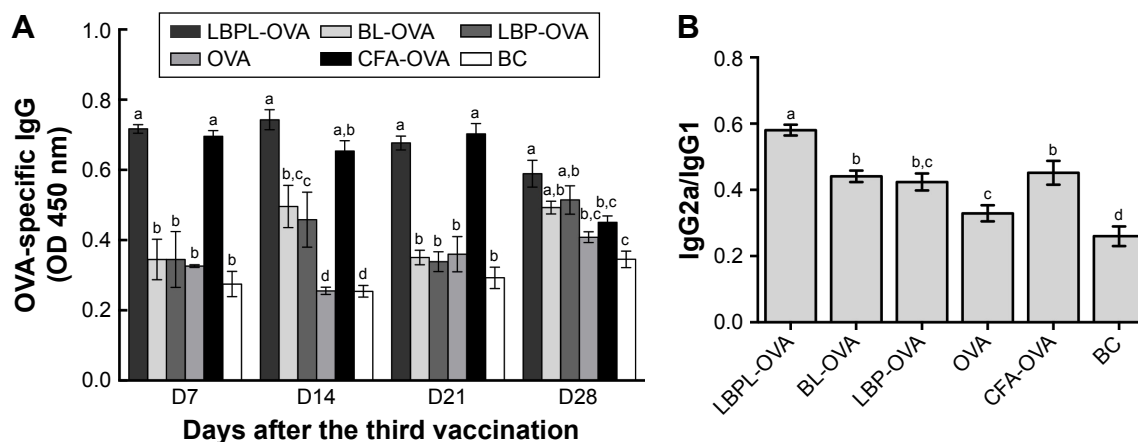 A
OVA-specific IgG
(OD 450 nm)
1.0
0.8
0.6
0.4
0.2
0.0
LBPL-OVA BL-OVA LBP-OVA
OVA CFA-OVA BC
a b b b a b
a b,c c d a,b d
a b b b a b
a a,b a,b b,c b,c c
D7 D14 D21 D28
Days after the third vaccination
B
IgG2a/IgG1
0.8
0.6
0.4
0.2
0.0
a b b,c c b d
LBPL-OVA BL-OVA LBP-OVA OVA CFA-OVA BC